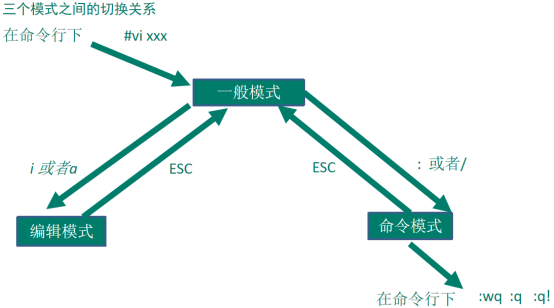 三个模式之间的切换关系
在命令行下 #vi xxx
一般模式
i 或者a
ESC
ESC
: 或者/
编辑模式
命令模式
在命令行下 :wq :q :q!